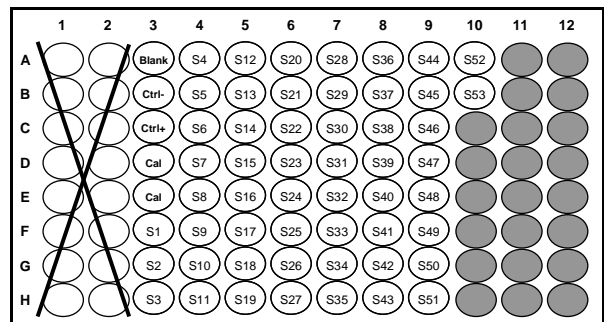 1 2 3 4 5 6 7 8 9 10 11 12
A Blank S4 S12 S20 S28 S36 S44 S52
B Ctrl- S5 S13 S21 S29 S37 S45 S53
C Ctrl+ S6 S14 S22 S30 S38 S46
D Cal S7 S15 S23 S31 S39 S47
E Cal S8 S16 S24 S32 S40 S48
F S1 S9 S17 S25 S33 S41 S49
G S2 S10 S18 S26 S34 S42 S50
H S3 S11 S19 S27 S35 S43 S51